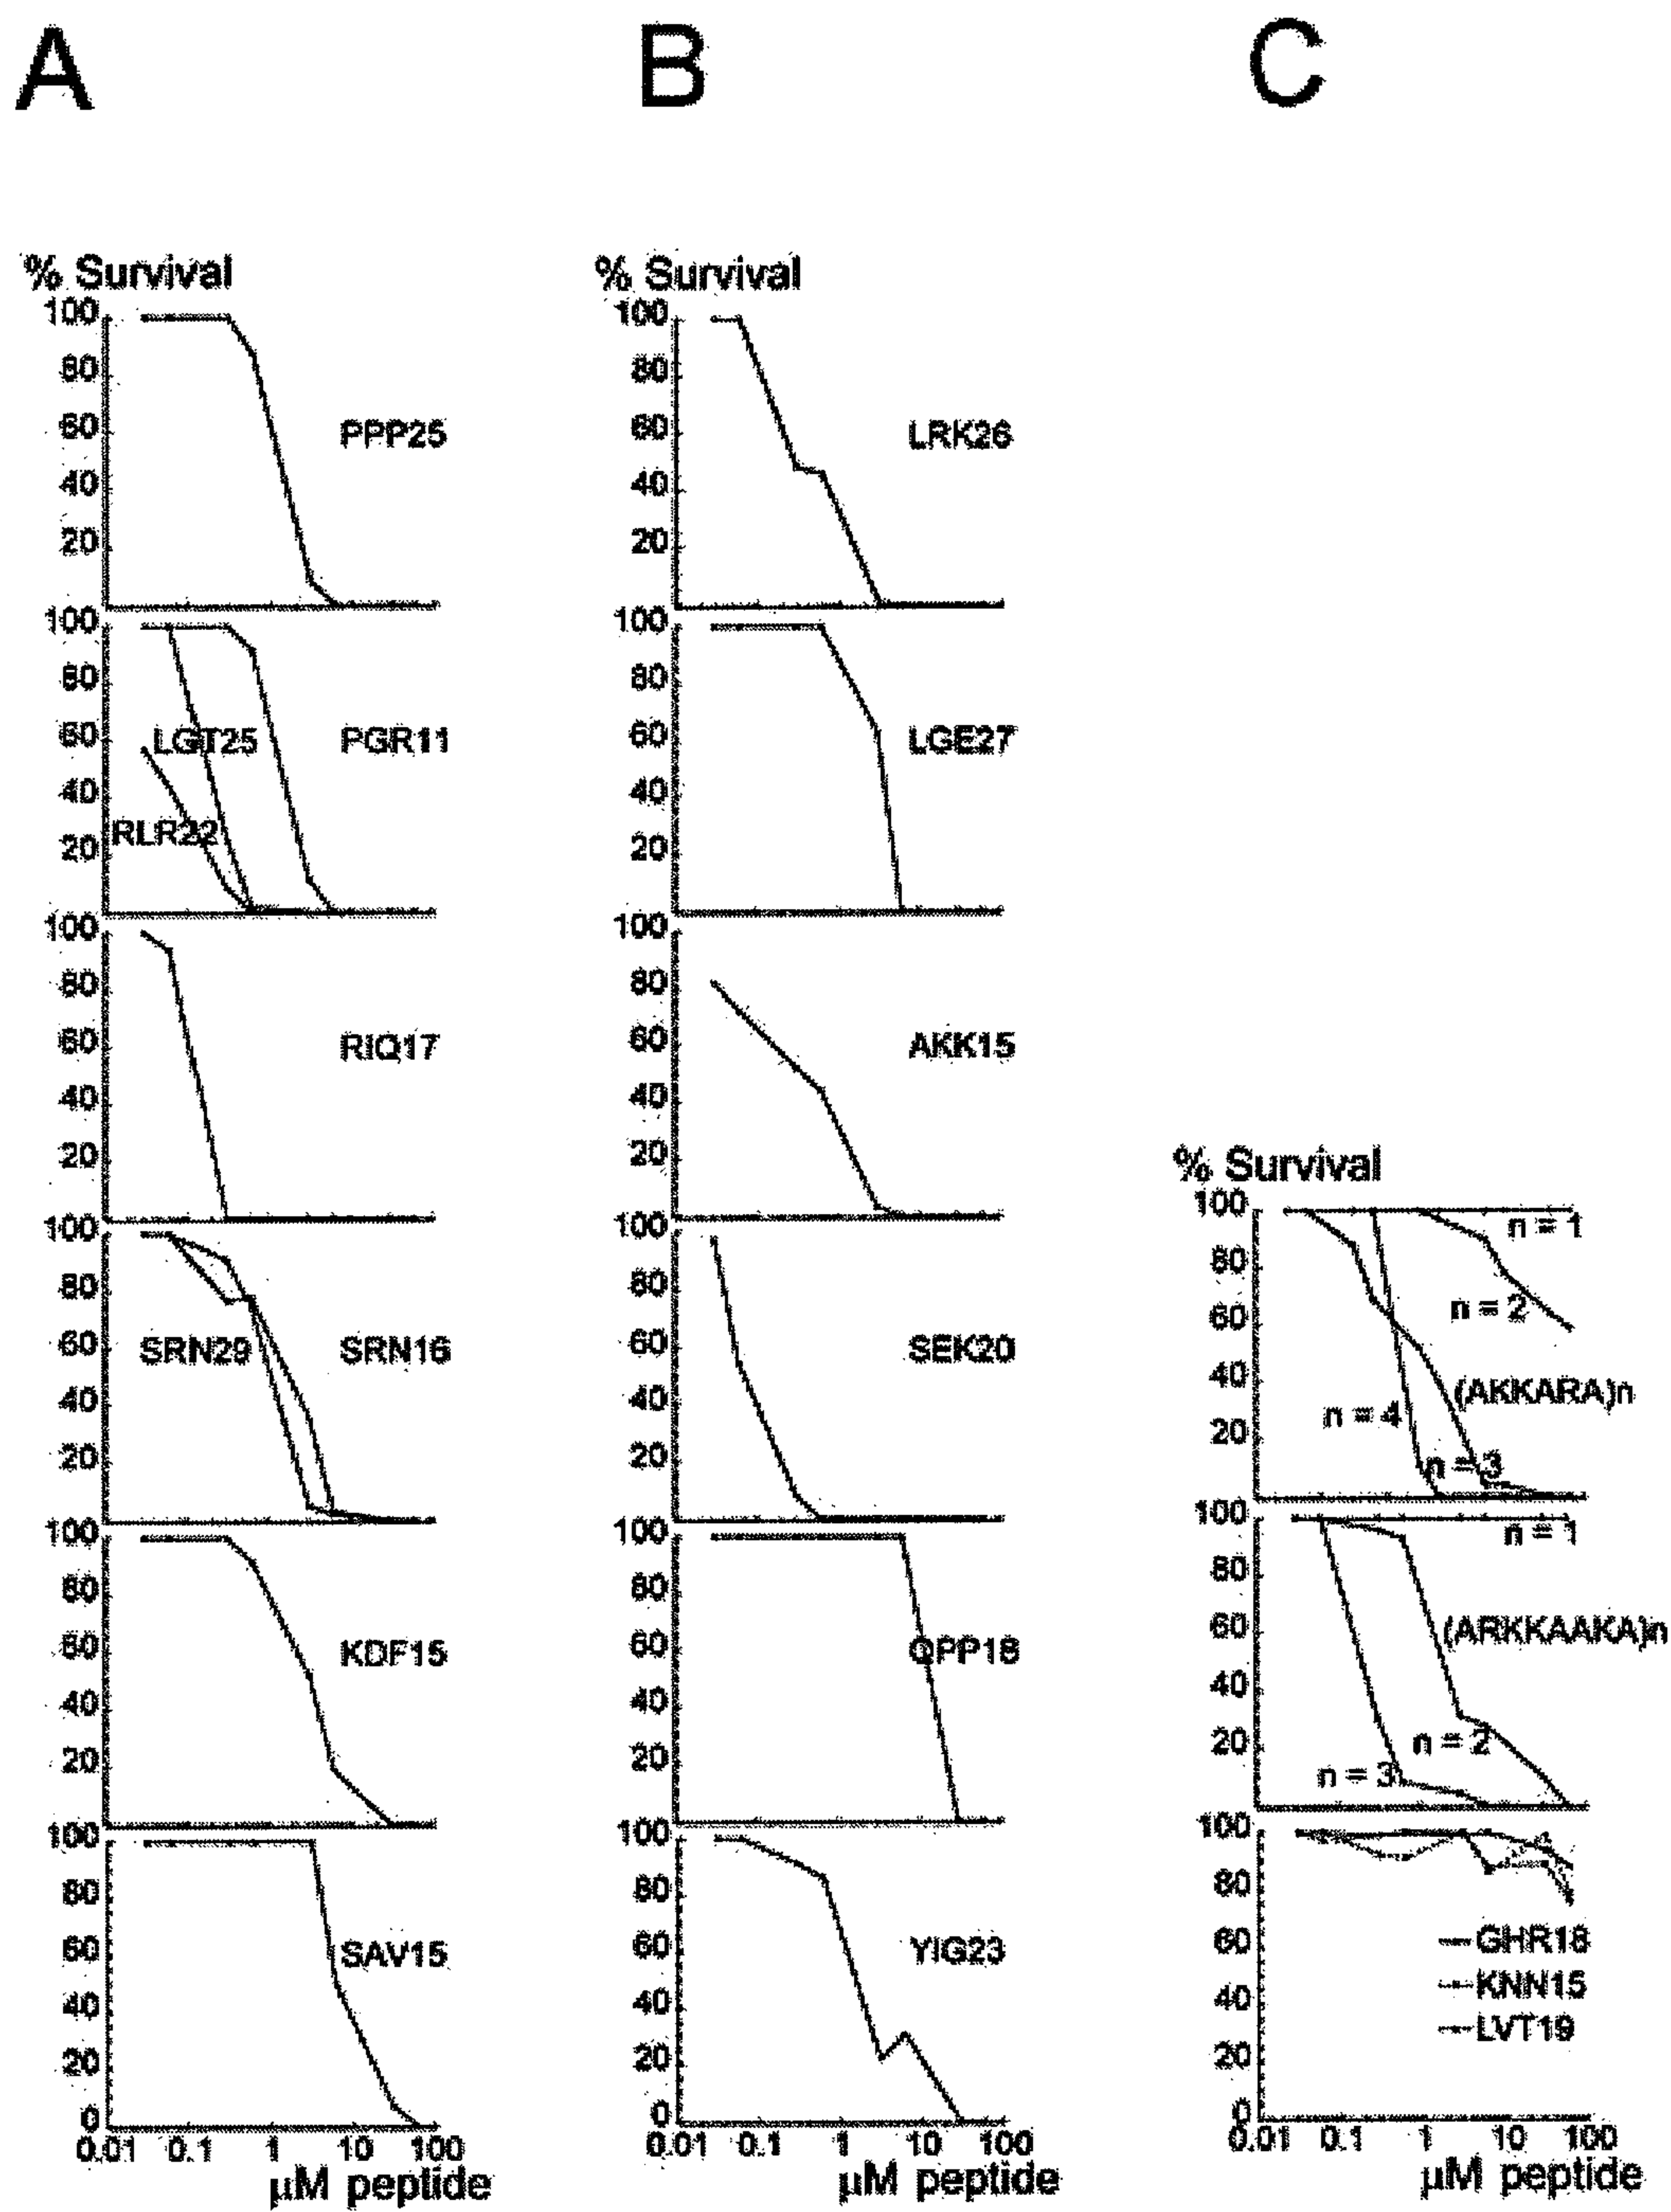 A
B
C
% Survival
100
80
60
40
20
PPP25
100
80
60
40
20
LGT25
PGR11
RLR22
100
80
60
40
20
RIQ17
100
80
60
40
20
SRN29
SRN16
100
80
60
40
20
KDF15
100
80
60
40
20
0
SAV15
0.01 0.1 1 10 100
µM peptide
% Survival
100
80
60
40
20
LRK26
100
80
60
40
20
LGE27
100
80
60
40
20
AKK15
100
80
60
40
20
SEK20
100
80
60
40
20
QPP18
100
80
60
40
20
0
YIG23
0.01 0.1 1 10 100
µM peptide
% Survival
100
80
60
40
20
n = 1
n = 2
(AKKARA)n
n = 4
n = 3
100
80
60
40
20
n = 1
(ARKKAAKA)n
n = 2
n = 3
100
80
60
40
20
0
GHR18
KNN15
LVT19
0.01 0.1 1 10 100
µM peptide